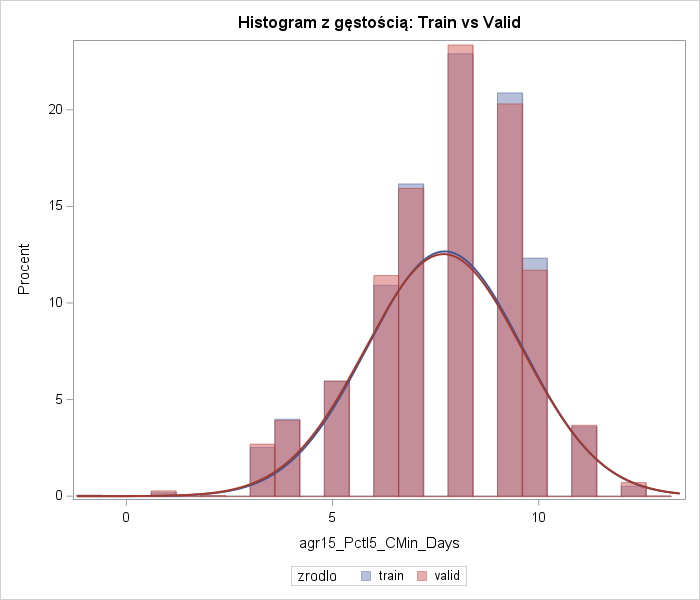 Histogram z gęstością: Train vs Valid
20
15
10
5
0
Procent
0 5 10
agr15_Pctl5_CMin_Days
zrodlo train valid